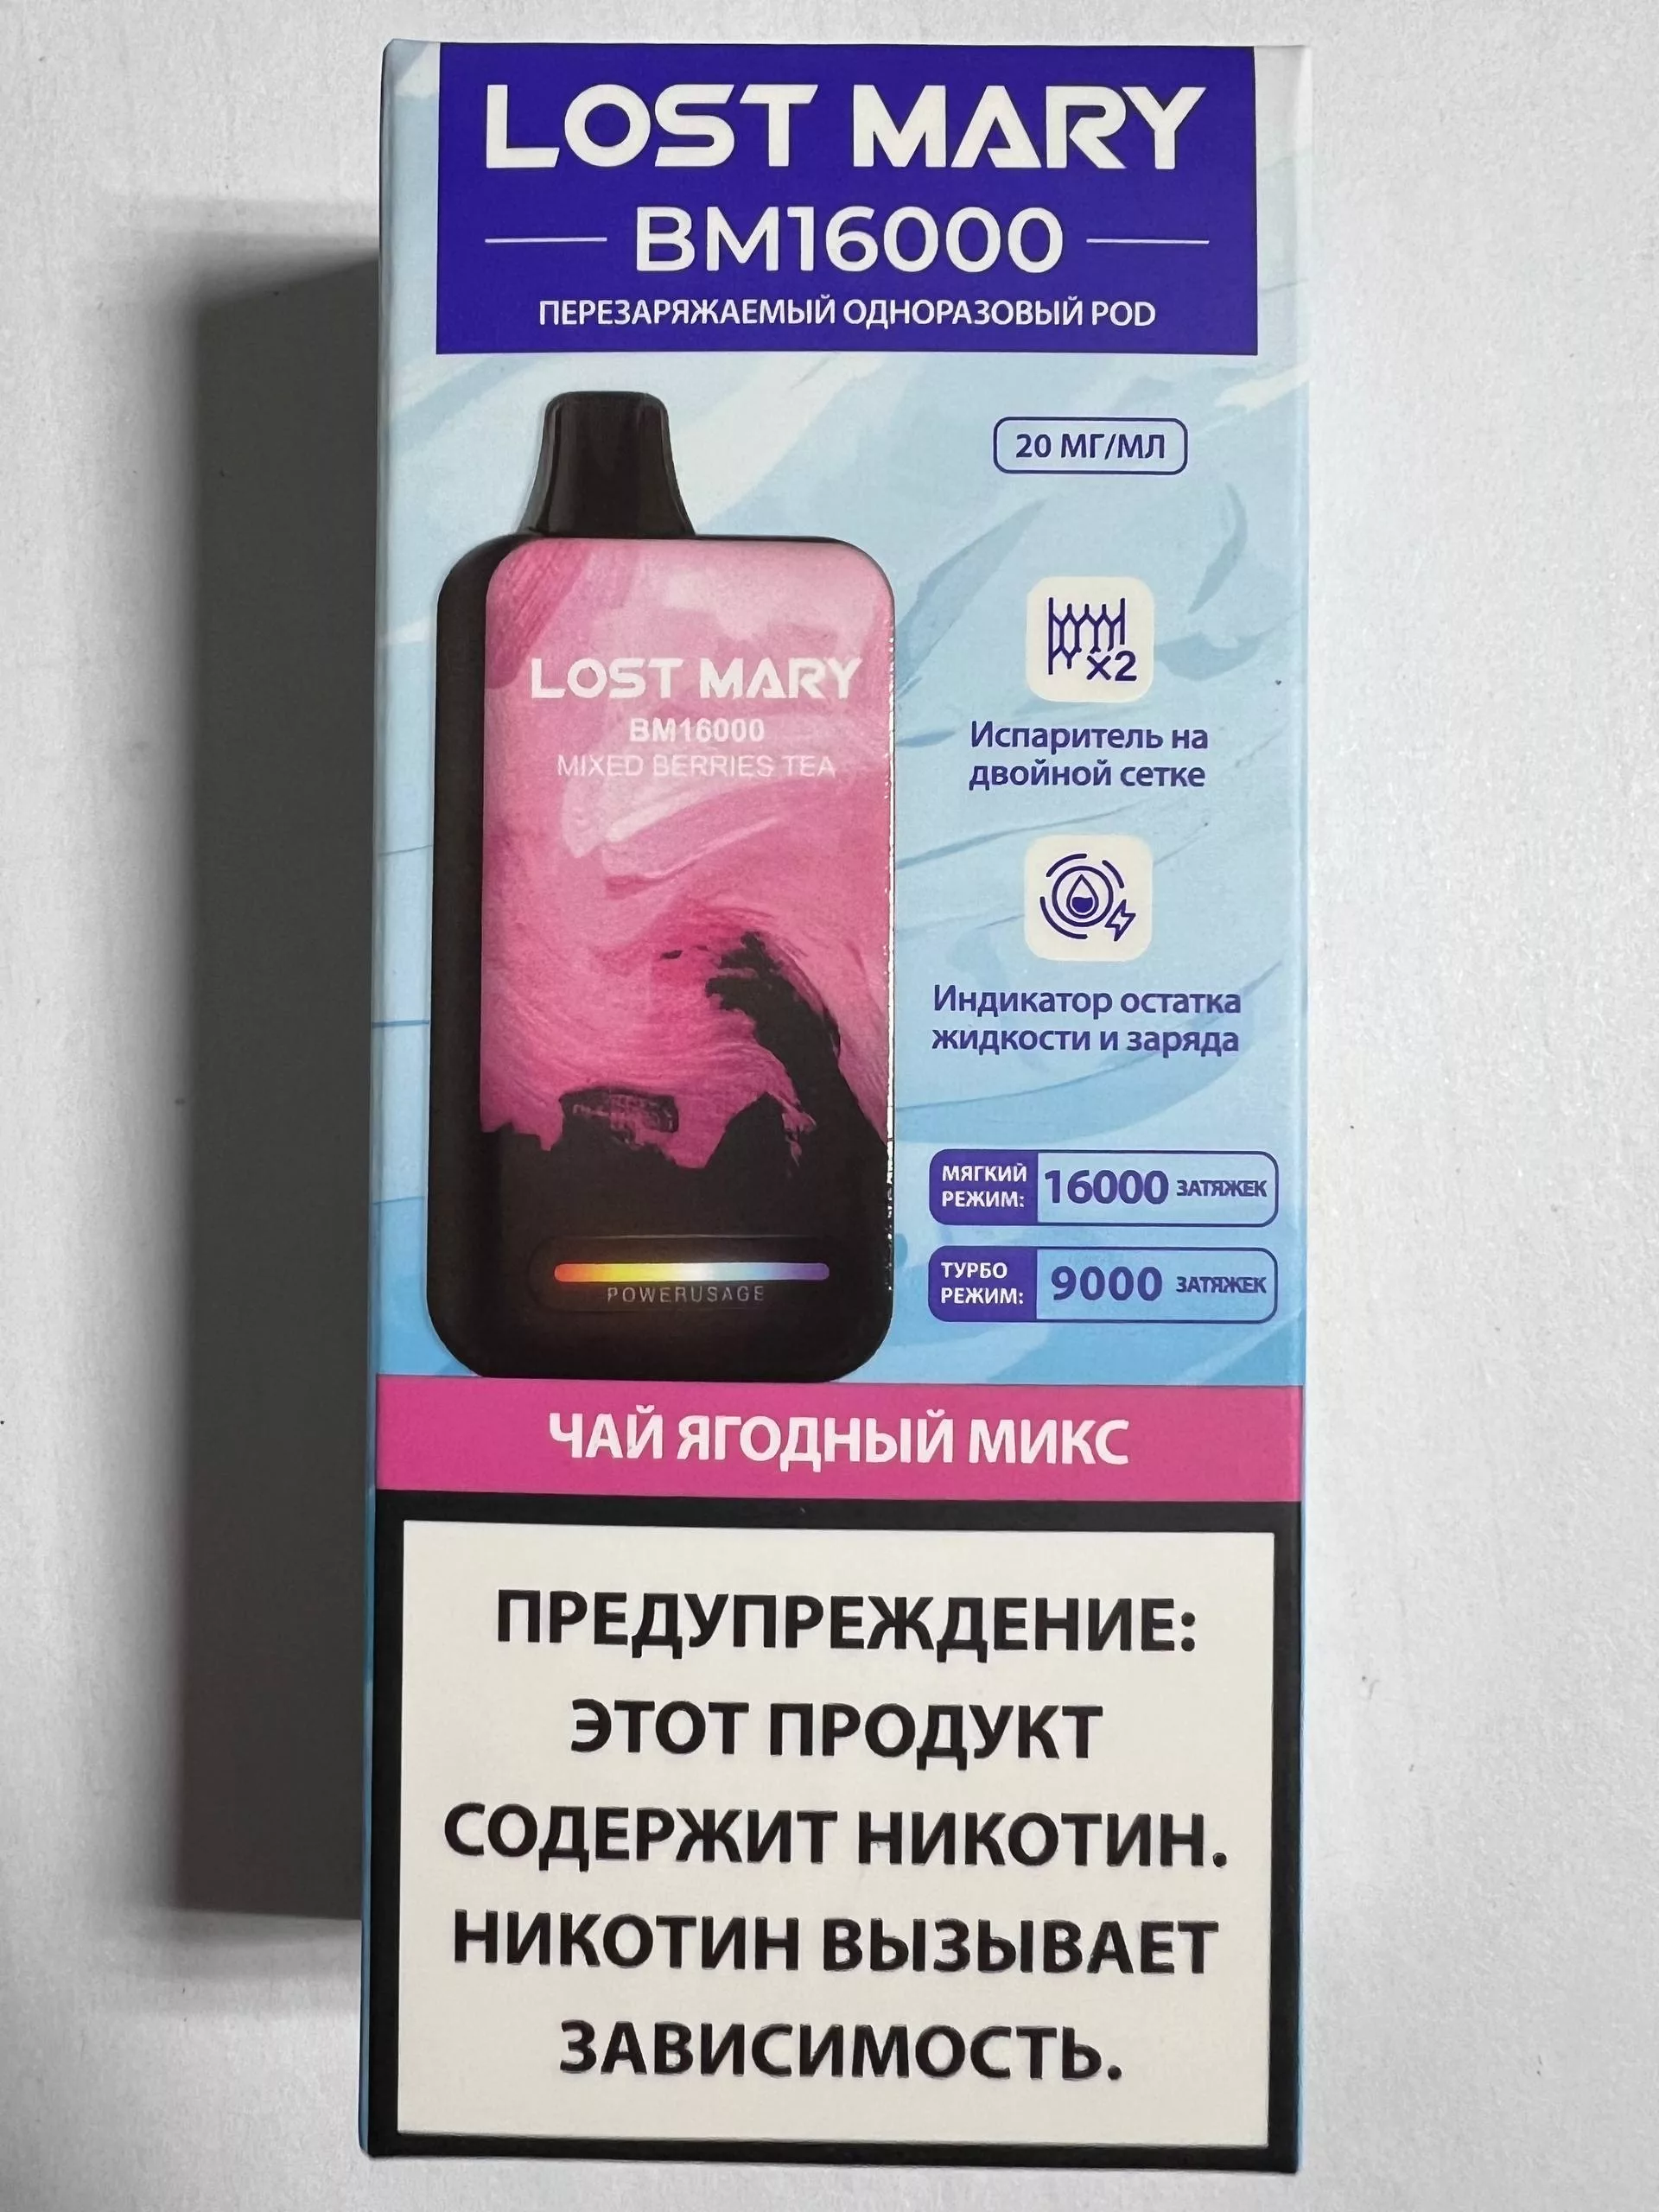 LOST MARY
BM16000
ПЕРЕЗАРЯЖАЕМЫЙ ОДНОРАЗОВЫЙ POD
20 МГ/МЛ
x2
Испаритель на
двойной сетке
Индикатор остатка
жидкости и заряда
LOST MARY
BM16000
MIXED BERRIES TEA
POWERUSAGE
МЯГКИЙ
РЕЖИМ:
16000 ЗАТЯЖЕК
ТУРБО
РЕЖИМ:
9000 ЗАТЯЖЕК
ЧАЙ ЯГОДНЫЙ МИКС
ПРЕДУПРЕЖДЕНИЕ:
ЭТОТ ПРОДУКТ
СОДЕРЖИТ НИКОТИН.
НИКОТИН ВЫЗЫВАЕТ
ЗАВИСИМОСТЬ.